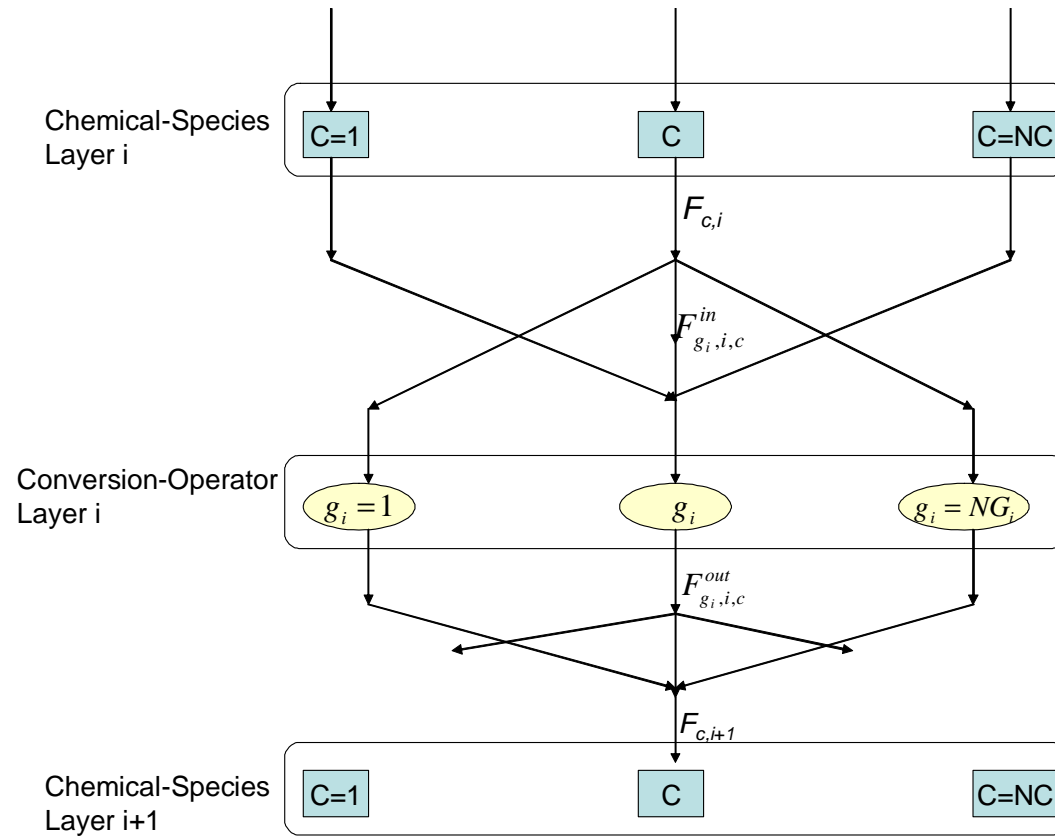 Chemical-Species
Layer i
C=1
C
C=NC
F_{c,i}
F^{in}_{g_i,i,c}
Conversion-Operator
Layer i
g_i = 1
g_i
g_i = NG_i
F^{out}_{g_i,i,c}
F_{c,i+1}
Chemical-Species
Layer i+1
C=1
C
C=NC